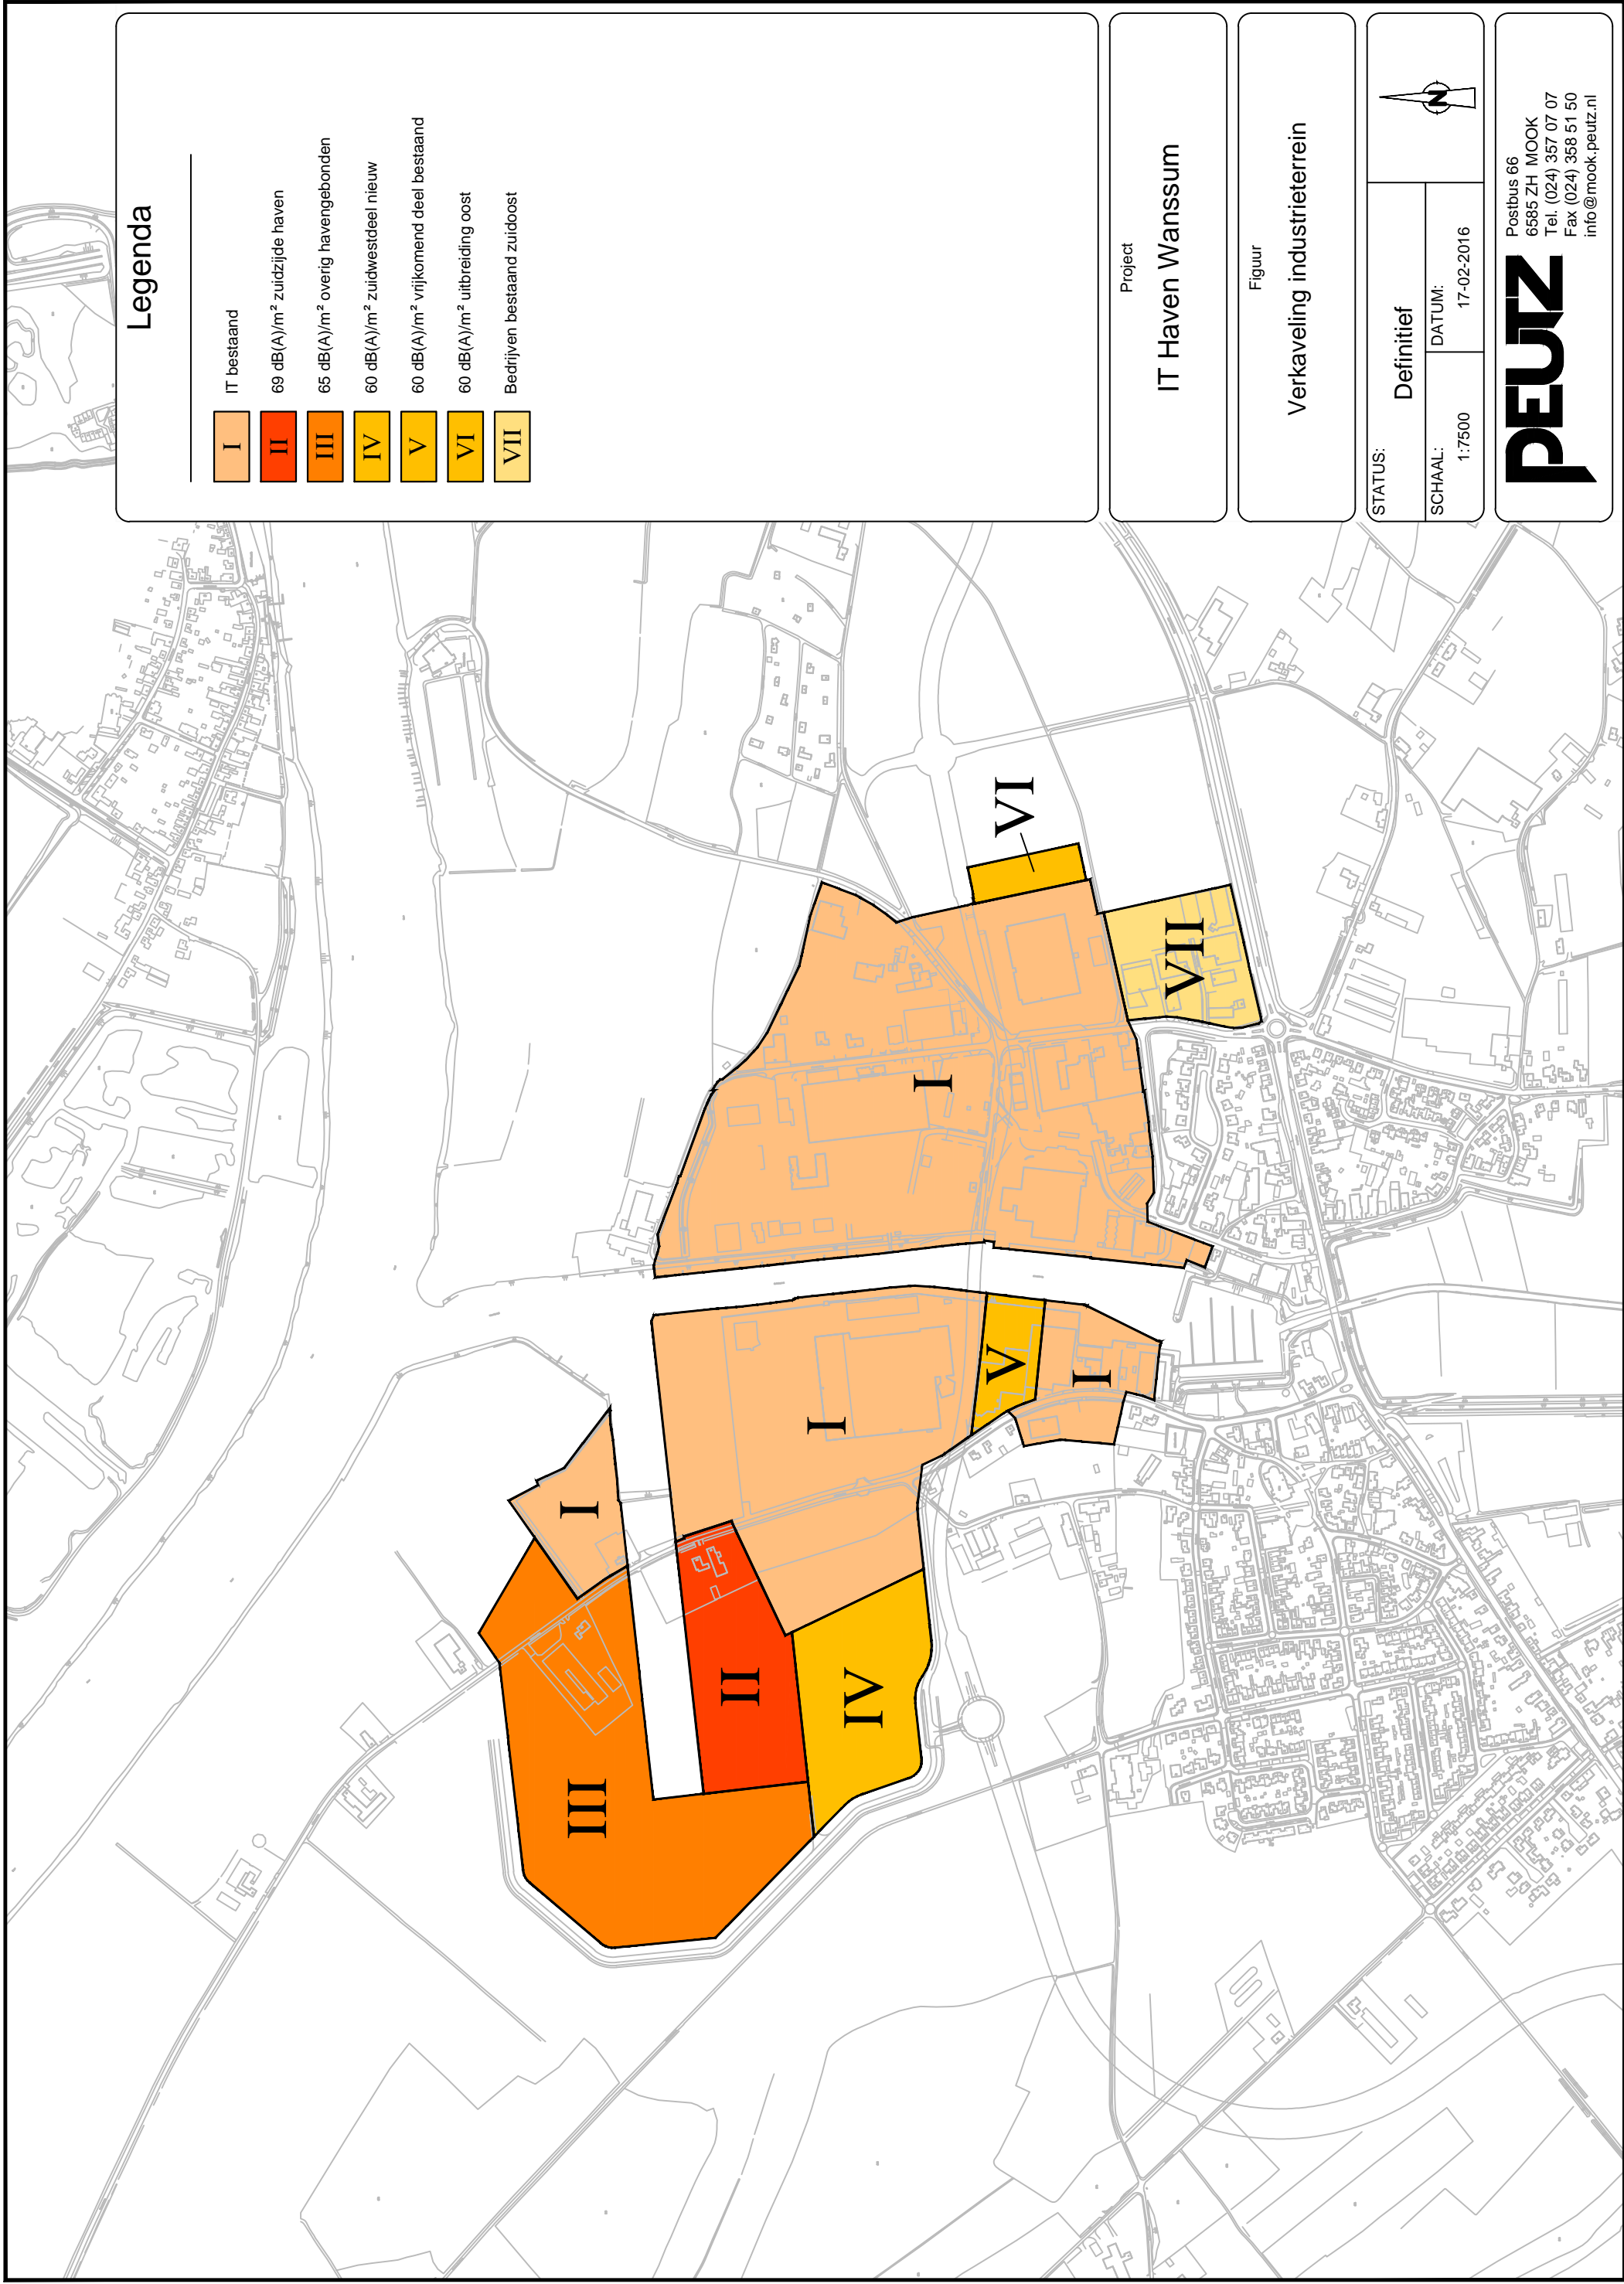 Legenda
I IT bestaand
II 69 dB(A)/m² zuidzijde haven
III 65 dB(A)/m² overig havengebonden
IV 60 dB(A)/m² zuidwestdeel nieuw
V 60 dB(A)/m² vrijkomend deel bestaand
VI 60 dB(A)/m² uitbreiding oost
VII Bedrijven bestaand zuidoost
Project
IT Haven Wanssum
Figuur
Verkaveling industrieterrein
STATUS:
Definitief
SCHAAL:
1:7500
DATUM:
17-02-2016
N
PEUTZ
Postbus 66
6585 ZH MOOK
Tel. (024) 357 07 07
Fax (024) 358 51 50
info@mook.peutz.nl
III
I
II
IV
I
V
I
I
VI
VII